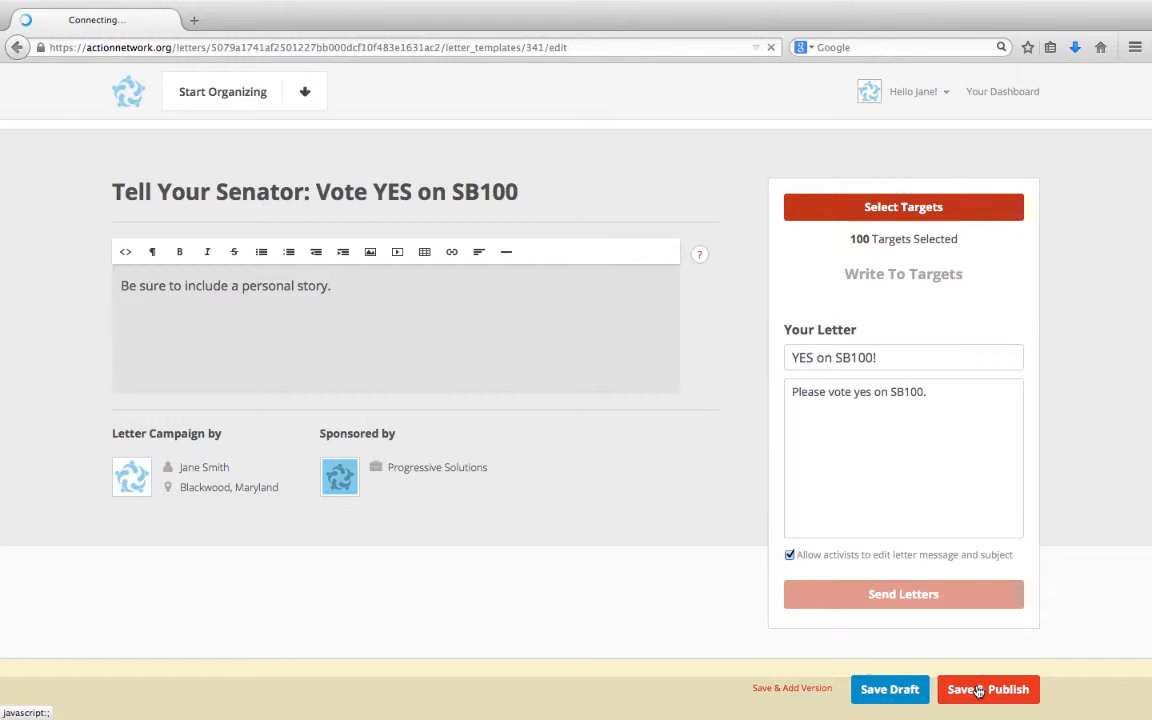 Connecting...
https://actionnetwork.org/letters/5079a1741af2501227bb000dcf10f483e1631ac2/letter_templates/341/edit
Google
Start Organizing
Hello Jane!
Your Dashboard
Tell Your Senator: Vote YES on SB100
Be sure to include a personal story.
?
Letter Campaign by
Jane Smith
Blackwood, Maryland
Sponsored by
Progressive Solutions
Select Targets
100 Targets Selected
Write To Targets
Your Letter
YES on SB100!
Please vote yes on SB100.
Allow activists to edit letter message and subject
Send Letters
Save & Add Version
Save Draft
Save & Publish
javascript:;